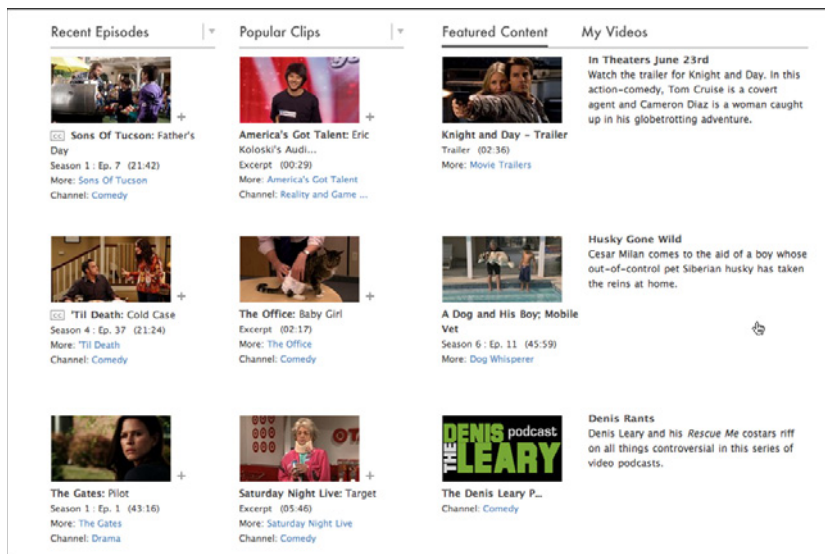 Recent Episodes
Popular Clips
Featured Content
My Videos
CC Sons Of Tucson: Father's
Day
Season 1 : Ep. 7 (21:42)
More: Sons Of Tucson
Channel: Comedy
America's Got Talent: Eric
Koloski's Audi...
Excerpt (00:29)
More: America's Got Talent
Channel: Reality and Game ...
Knight and Day - Trailer
Trailer (02:36)
More: Movie Trailers
In Theaters June 23rd
Watch the trailer for Knight and Day. In this
action-comedy, Tom Cruise is a covert
agent and Cameron Diaz is a woman caught
up in his globetrotting adventure.
CC 'Til Death: Cold Case
Season 4 : Ep. 37 (21:24)
More: 'Til Death
Channel: Comedy
The Office: Baby Girl
Excerpt (02:17)
More: The Office
Channel: Comedy
A Dog and His Boy; Mobile
Vet
Season 6 : Ep. 11 (45:59)
More: Dog Whisperer
Husky Gone Wild
Cesar Milan comes to the aid of a boy whose
out-of-control pet Siberian husky has taken
the reins at home.
The Gates: Pilot
Season 1 : Ep. 1 (43:16)
More: The Gates
Channel: Drama
Saturday Night Live: Target
Excerpt (05:46)
More: Saturday Night Live
Channel: Comedy
THE DENIS LEARY podcast
The Denis Leary P...
Channel: Comedy
Denis Rants
Denis Leary and his Rescue Me costars riff
on all things controversial in this series of
video podcasts.